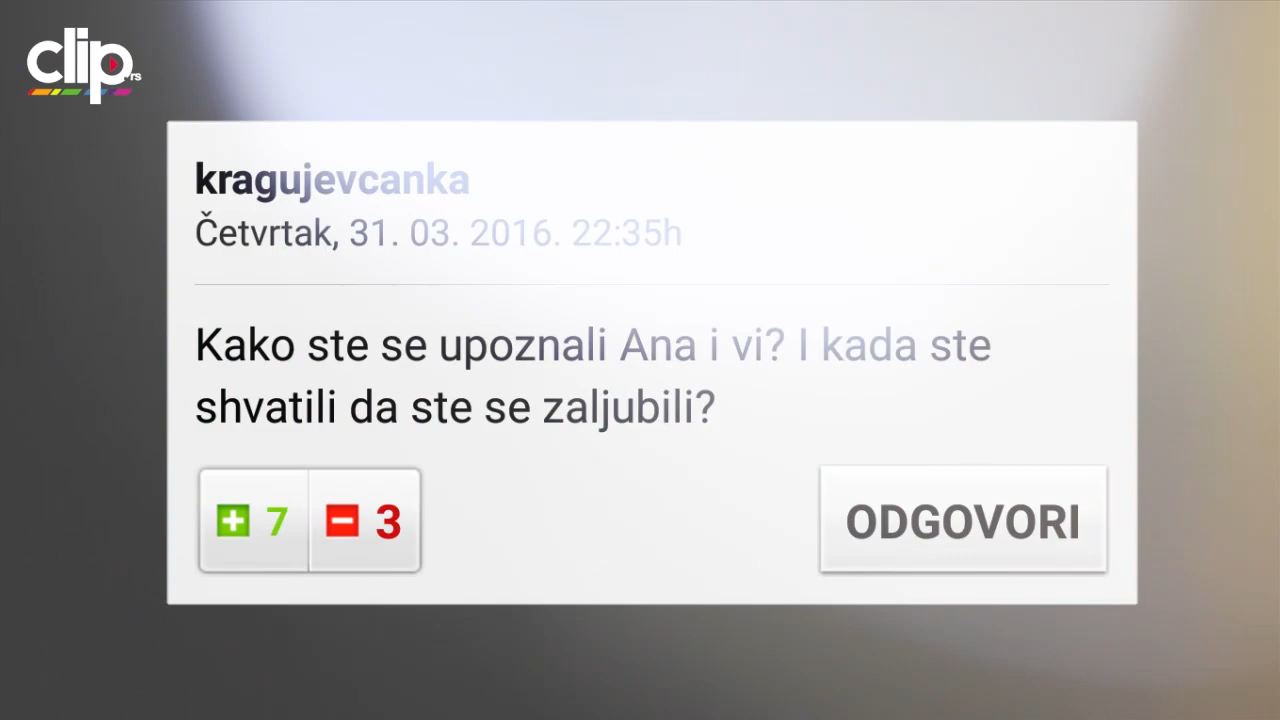 clip.rs
kragujevcanka
Četvrtak, 31. 03. 2016. 22:35h
Kako ste se upoznali Ana i vi? I kada ste
shvatili da ste se zaljubili?
7 3 ODGOVORI